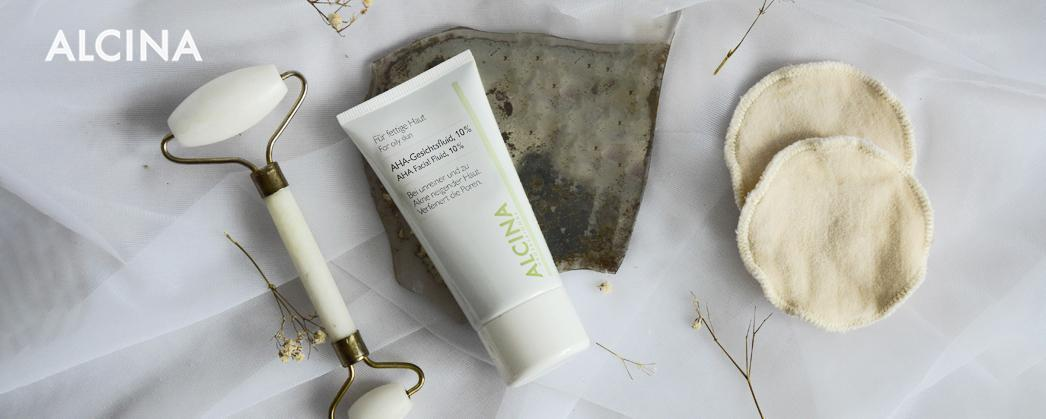 ALCINA
Für fettige Haut
For oily skin
AHA-Gesichtsfluid, 10%
AHA Facial Fluid, 10%
Bei unreiner und zu
Akne neigender Haut.
Verfeinert die Poren.
ALCINA